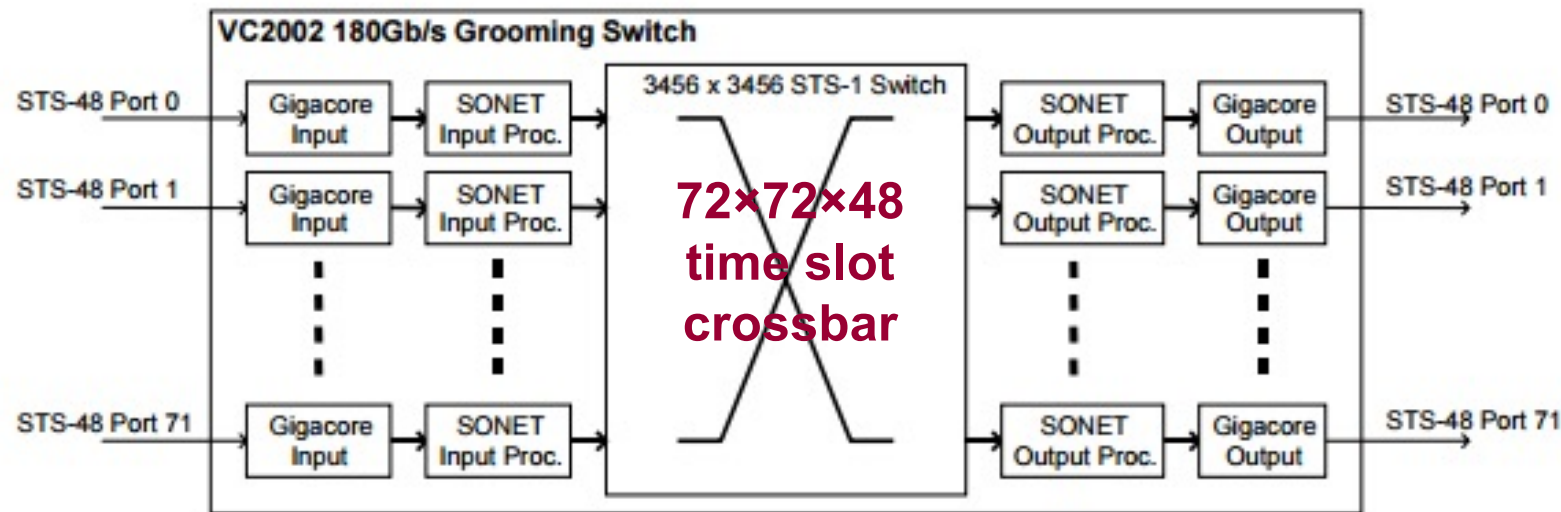 VC2002 180Gb/s Grooming Switch
3456 x 3456 STS-1 Switch
STS-48 Port 0
Gigacore
Input
SONET
Input Proc.
SONET
Output Proc.
Gigacore
Output
STS-48 Port 0
STS-48 Port 1
Gigacore
Input
SONET
Input Proc.
72×72×48
time slot
crossbar
SONET
Output Proc.
Gigacore
Output
STS-48 Port 1
STS-48 Port 71
Gigacore
Input
SONET
Input Proc.
SONET
Output Proc.
Gigacore
Output
STS-48 Port 71